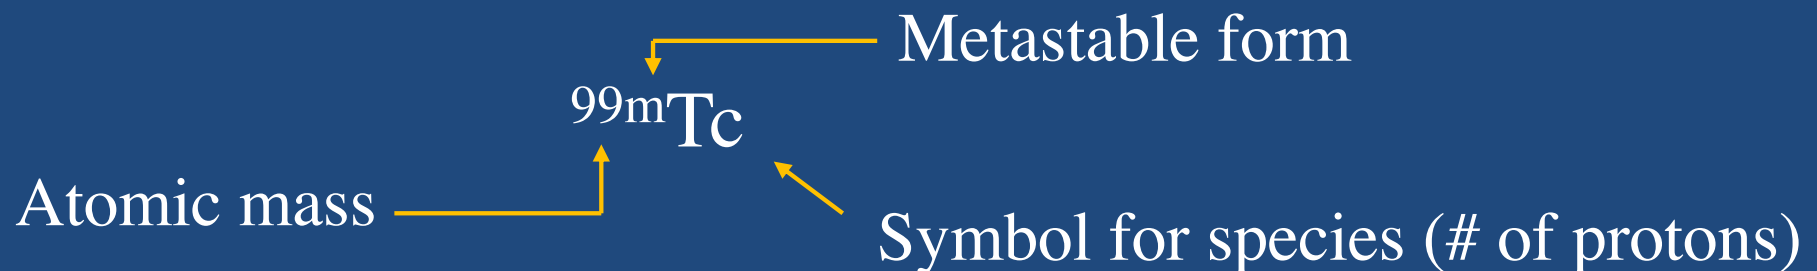 Metastable form
99mTc
Atomic mass
Symbol for species (# of protons)